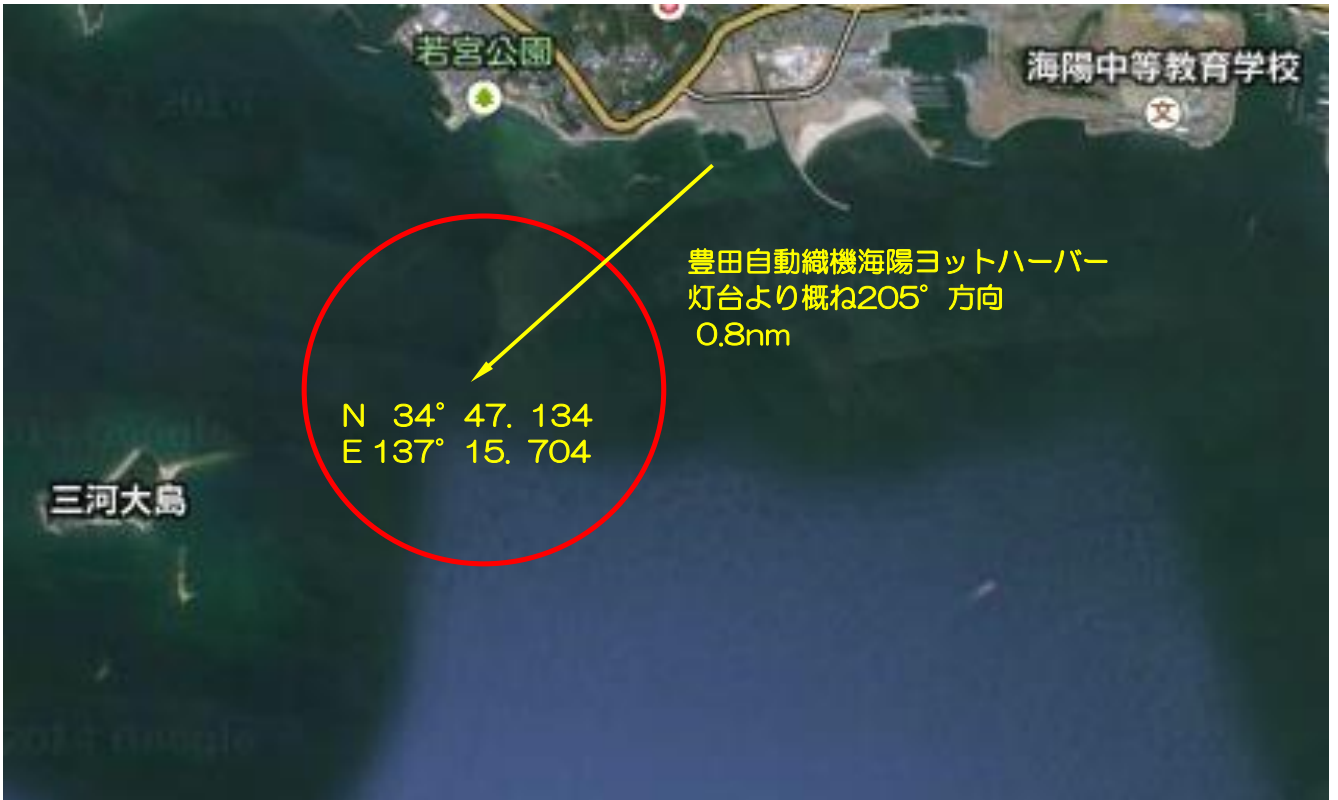 若宮公園
海陽中等教育学校
文
豊田自動織機海陽ヨットハーバー
灯台より概ね205°方向
0.8nm
N 34°47. 134
E 137°15. 704
三河大島